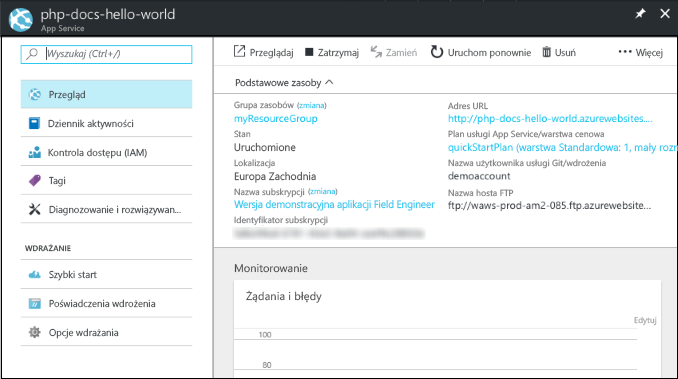 php-docs-hello-world
App Service
Wyszukaj (Ctrl+/)
Przegląd
Dziennik aktywności
Kontrola dostępu (IAM)
Tagi
Diagnozowanie i rozwiązywan...
WDRAŻANIE
Szybki start
Poświadczenia wdrożenia
Opcje wdrażania
Przeglądaj Zatrzymaj Zamień Uruchom ponownie Usuń ••• Więcej
Podstawowe zasoby
Grupa zasobów (zmiana)
myResourceGroup
Stan
Uruchomione
Lokalizacja
Europa Zachodnia
Nazwa subskrypcji (zmiana)
Wersja demonstracyjna aplikacji Field Engineer
Identyfikator subskrypcji
Adres URL
http://php-docs-hello-world.azurewebsites....
Plan usługi App Service/warstwa cenowa
quickStartPlan (warstwa Standardowa: 1, mały rozm
Nazwa użytkownika usługi Git/wdrożenia
demoaccount
Nazwa hosta FTP
ftp://waws-prod-am2-085.ftp.azurewebsite...
Monitorowanie
Żądania i błędy
Edytuj
100
80